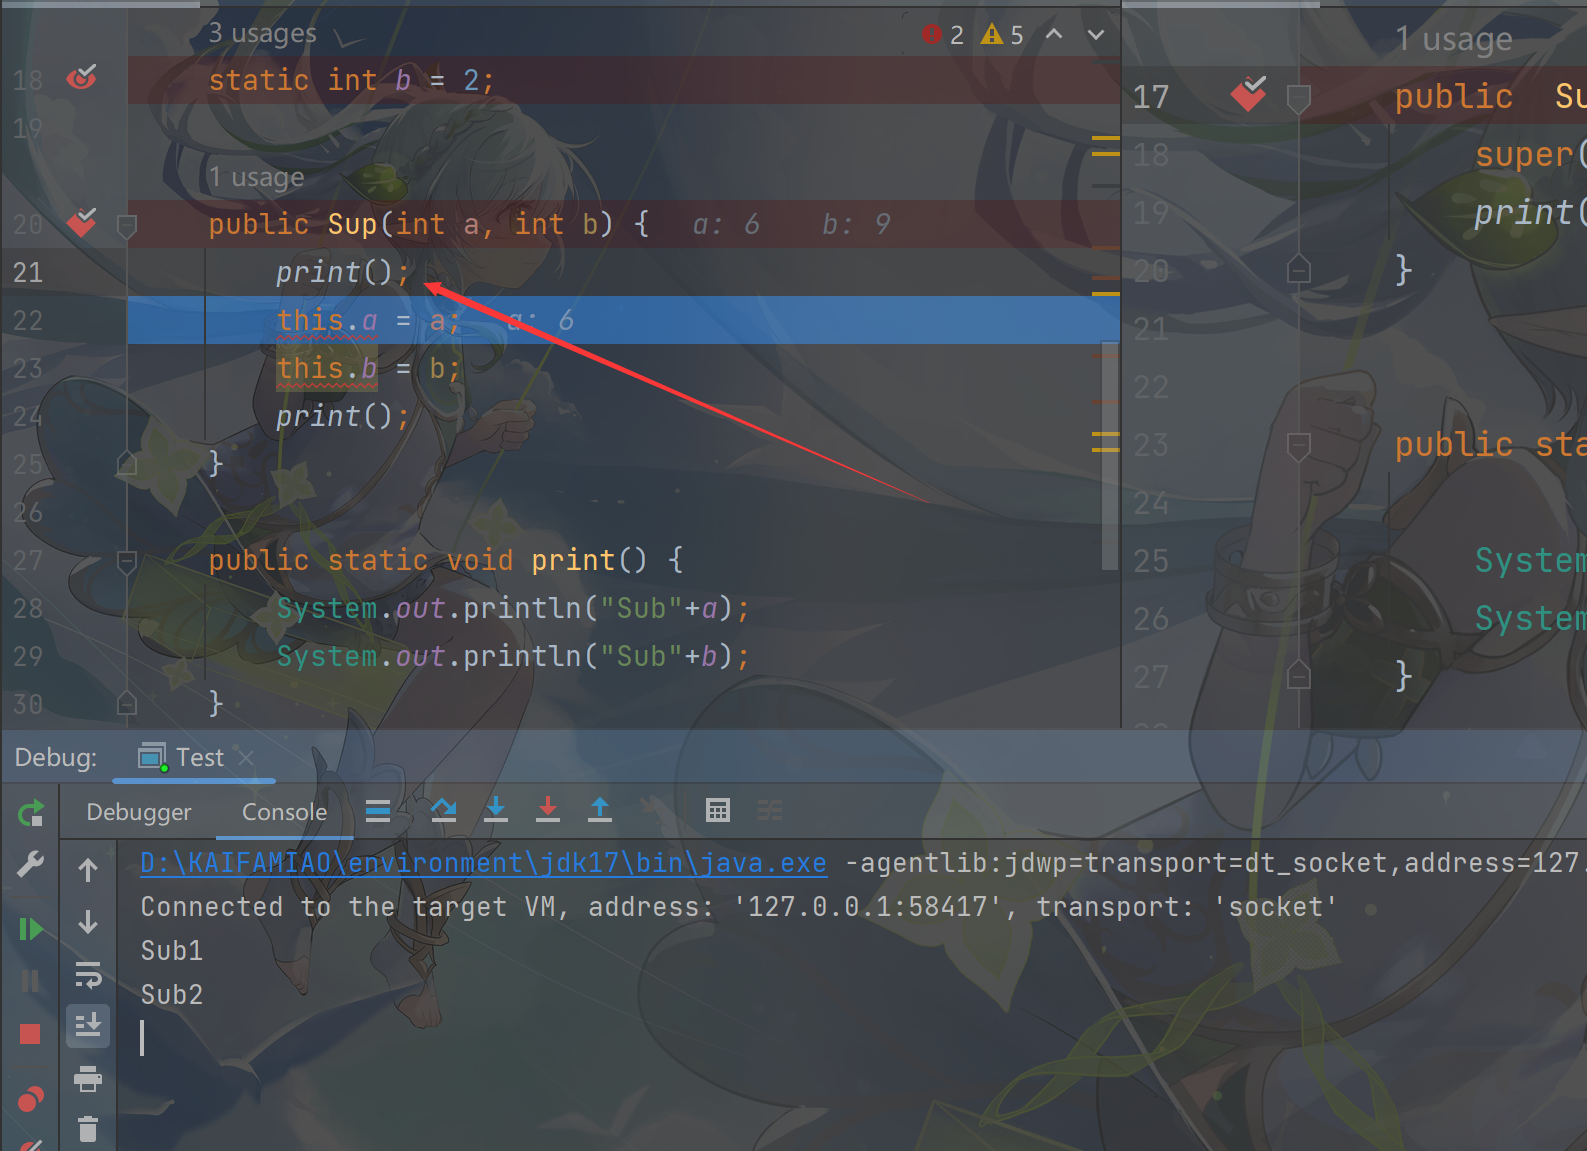 3 usages
2 5
18 static int b = 2;
19
1 usage
20 public Sup(int a, int b) { a: 6 b: 9
21 print();
22 this.a = a; a: 6
23 this.b = b;
24 print();
25 }
26
27 public static void print() {
28 System.out.println("Sub"+a);
29 System.out.println("Sub"+b);
30 }
1 usage
17 public Su
18 super(
19 print(
20 }
21
22
23 public sta
24
25 System
26 System
27 }
Debug: Test
Debugger Console
D:\KAIFAMIAO\environment\jdk17\bin\java.exe -agentlib:jdwp=transport=dt_socket,address=127.
Connected to the target VM, address: '127.0.0.1:58417', transport: 'socket'
Sub1
Sub2